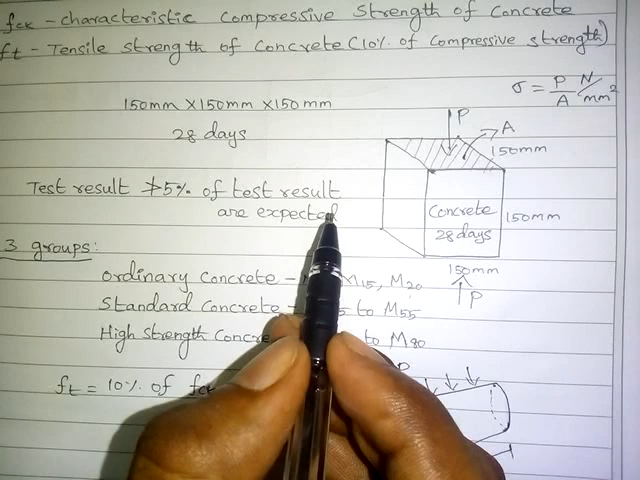 fck - characteristic compressive strength of concrete
ft - Tensile strength of concrete (10% of compressive strength)
σ = P/A N/mm²
150mm X 150mm X 150mm
28 days
P
A
150mm
Test result ≯ 5% of test result
are expected
Concrete
28 days
150mm
150mm
P
3 groups:
Ordinary Concrete - M15, M20
Standard Concrete - to M55
High Strength to M80
ft = 10% of fck